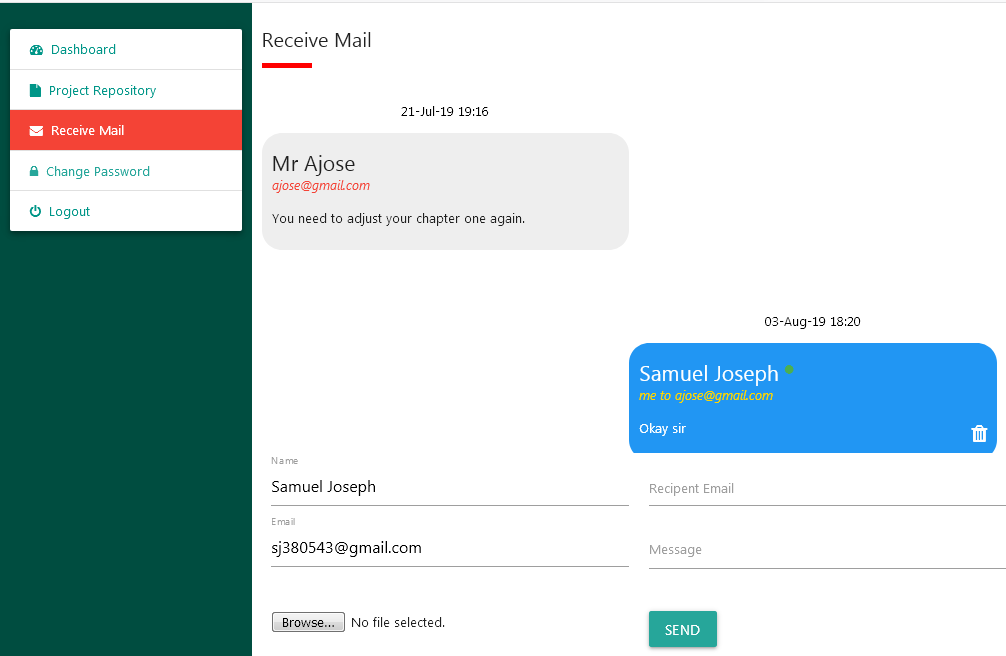 Dashboard
Project Repository
Receive Mail
Change Password
Logout
Receive Mail
21-Jul-19 19:16
Mr Ajose
ajose@gmail.com
You need to adjust your chapter one again.
03-Aug-19 18:20
Samuel Joseph
me to ajose@gmail.com
Okay sir
Name
Samuel Joseph
Recipent Email
Email
sj380543@gmail.com
Message
Browse... No file selected.
SEND